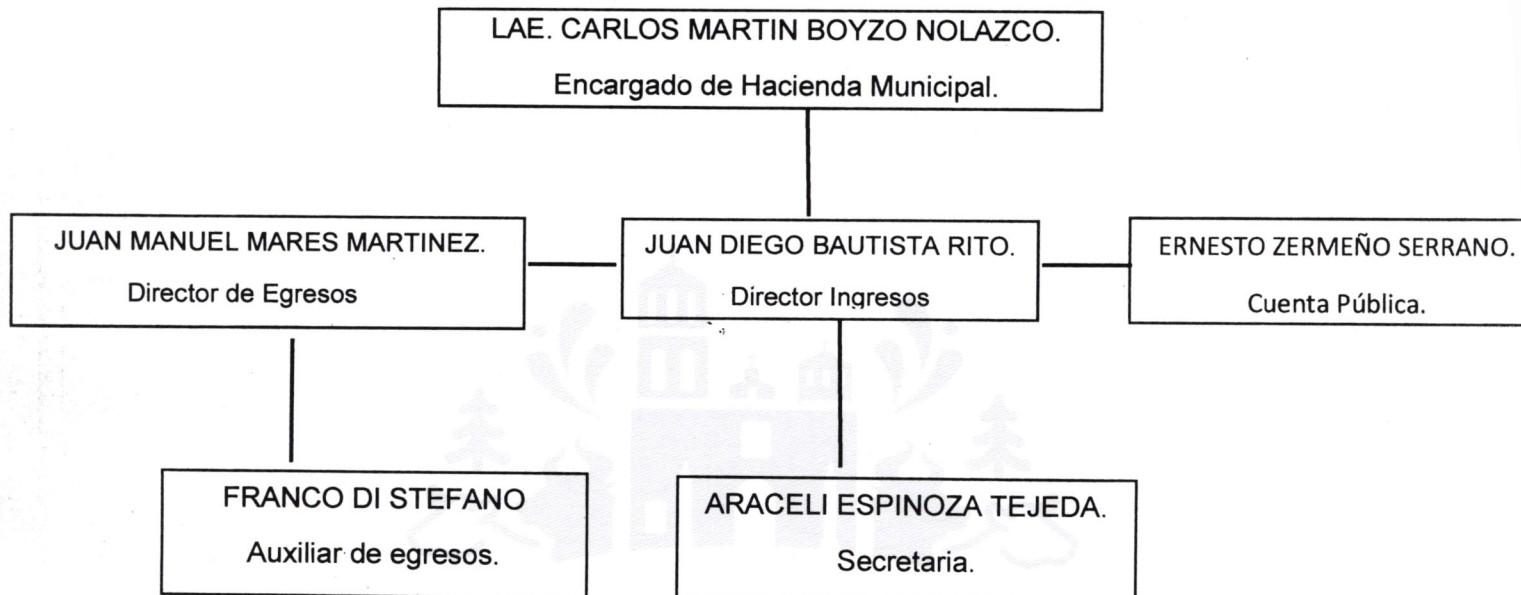 LAE. CARLOS MARTIN BOYZO NOLAZCO.
Encargado de Hacienda Municipal.
JUAN MANUEL MARES MARTINEZ.
Director de Egresos
JUAN DIEGO BAUTISTA RITO.
Director Ingresos
ERNESTO ZERMEÑO SERRANO.
Cuenta Pública.
FRANCO DI STEFANO
Auxiliar de egresos.
ARACELI ESPINOZA TEJEDA.
Secretaria.